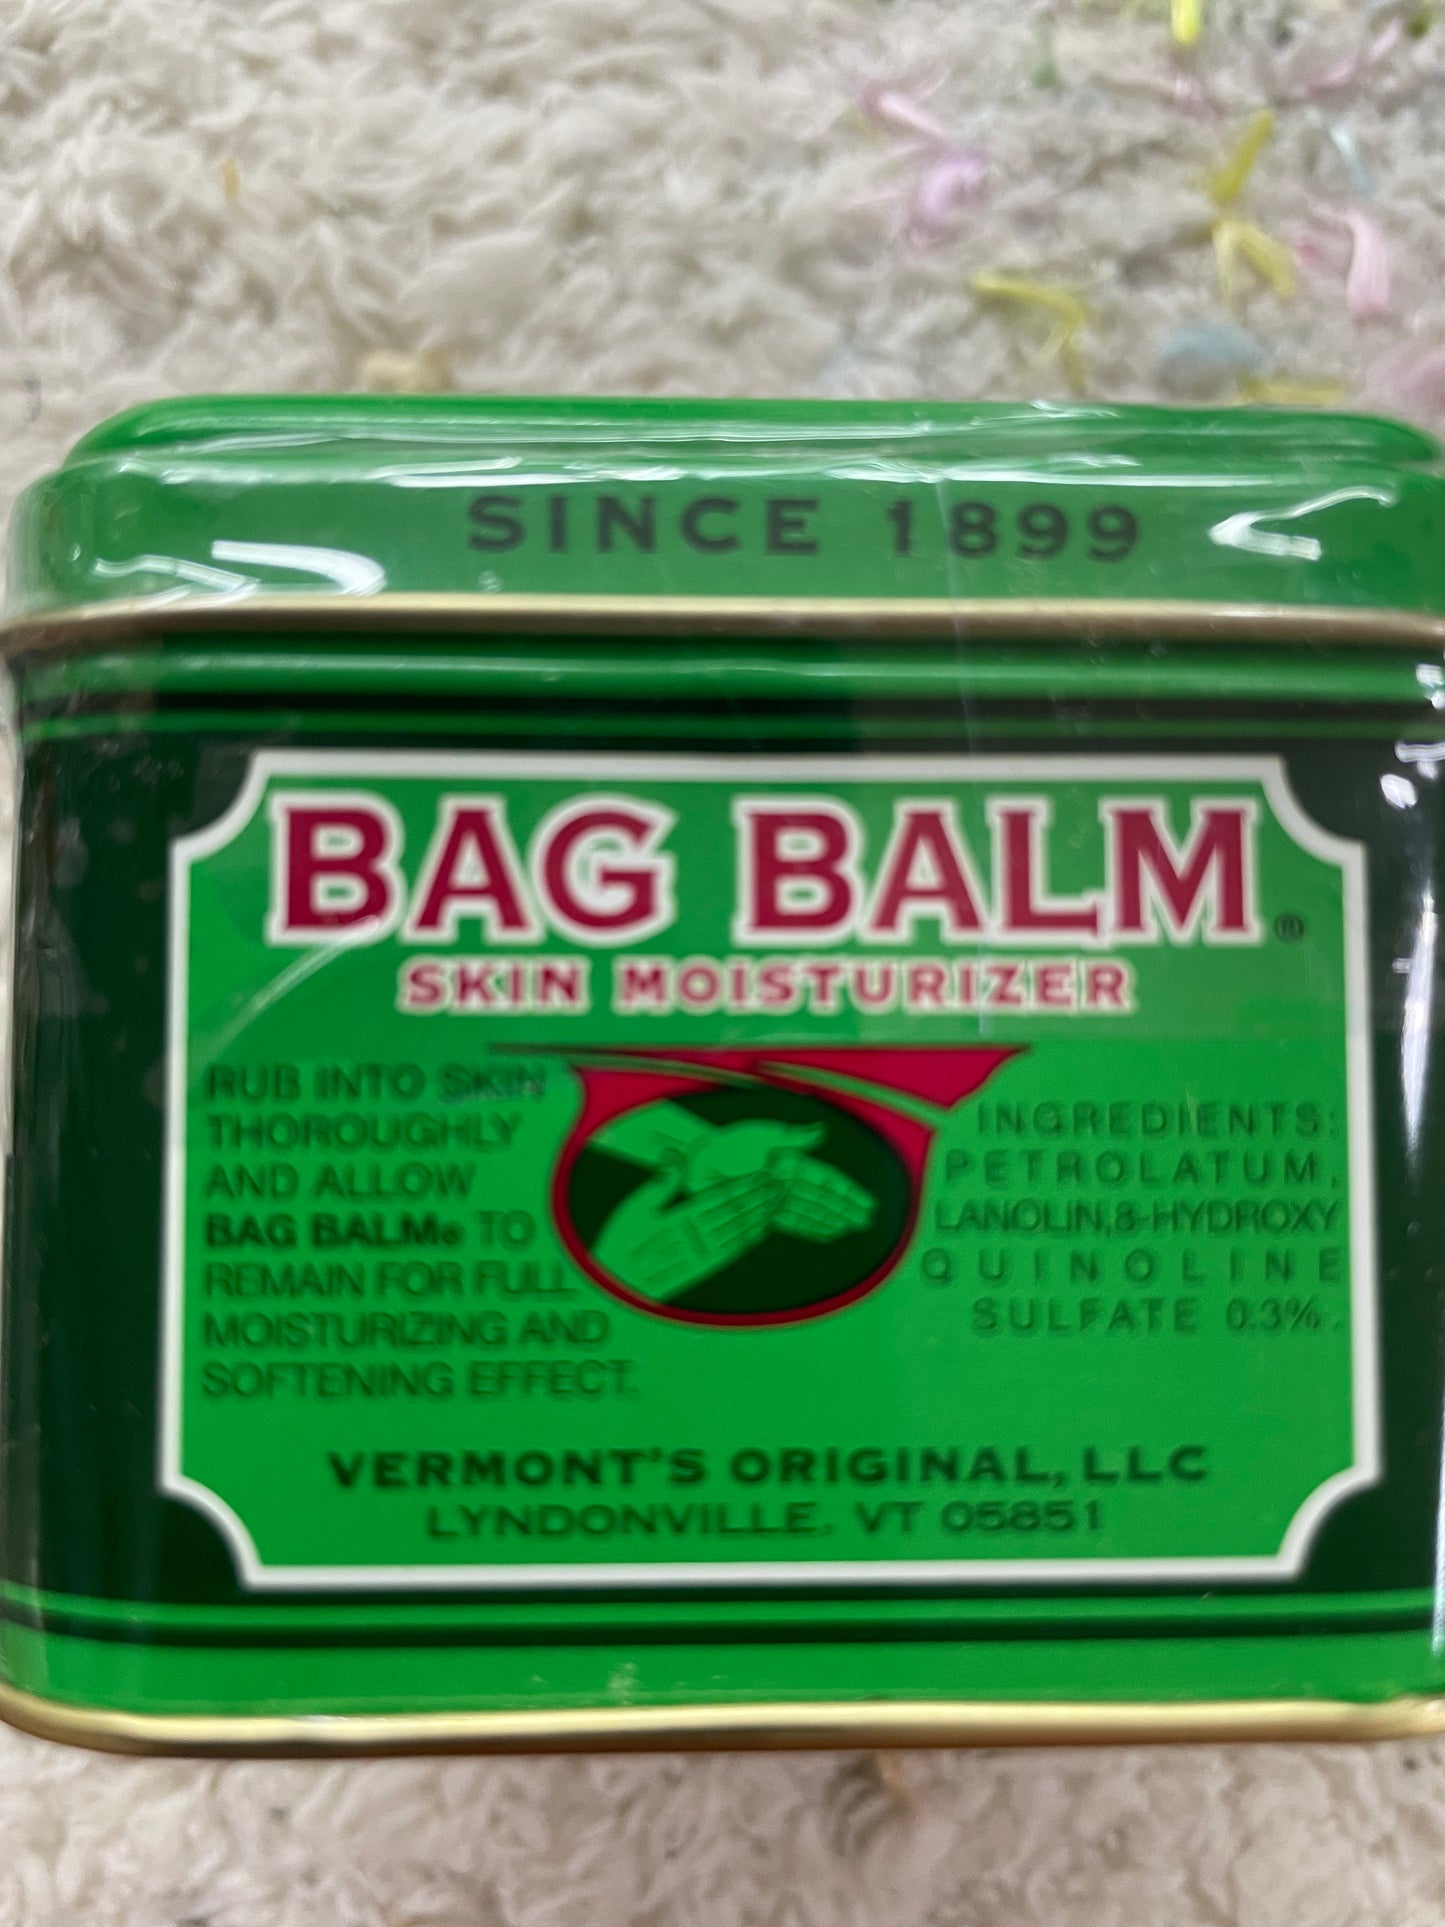 SINCE 1899
BAG BALM®
SKIN MOISTURIZER
RUB INTO SKIN
THOROUGHLY
AND ALLOW
BAG BALM® TO
REMAIN FOR FULL
MOISTURIZING AND
SOFTENING EFFECT.
INGREDIENTS:
PETROLATUM,
LANOLIN,8-HYDROXY
QUINOLINE
SULFATE 0.3%.
VERMONT'S ORIGINAL, LLC
LYNDONVILLE, VT 05851